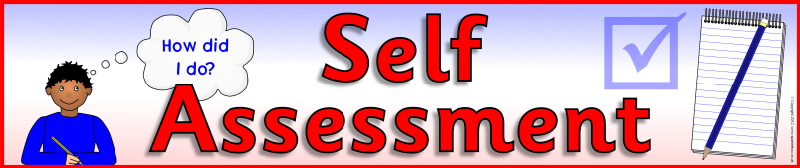 How did
I do?
Self
Assessment